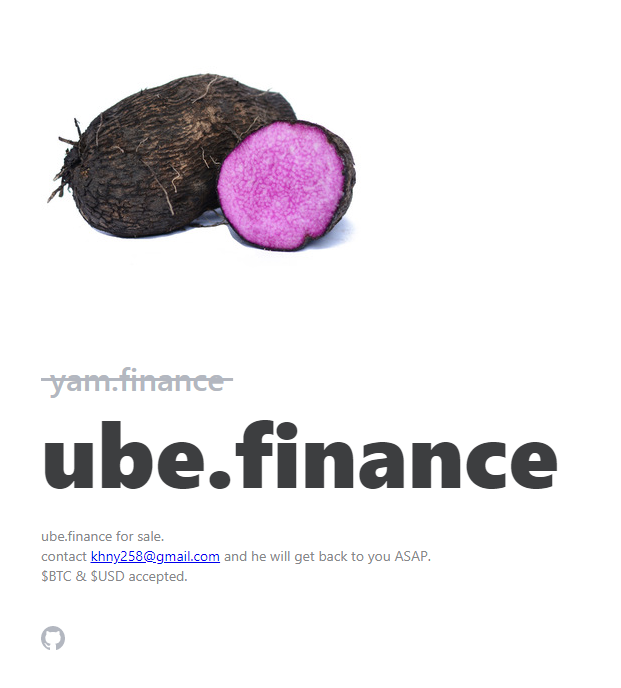 yam.finance
ube.finance
ube.finance for sale.
contact khny258@gmail.com and he will get back to you ASAP.
$BTC & $USD accepted.